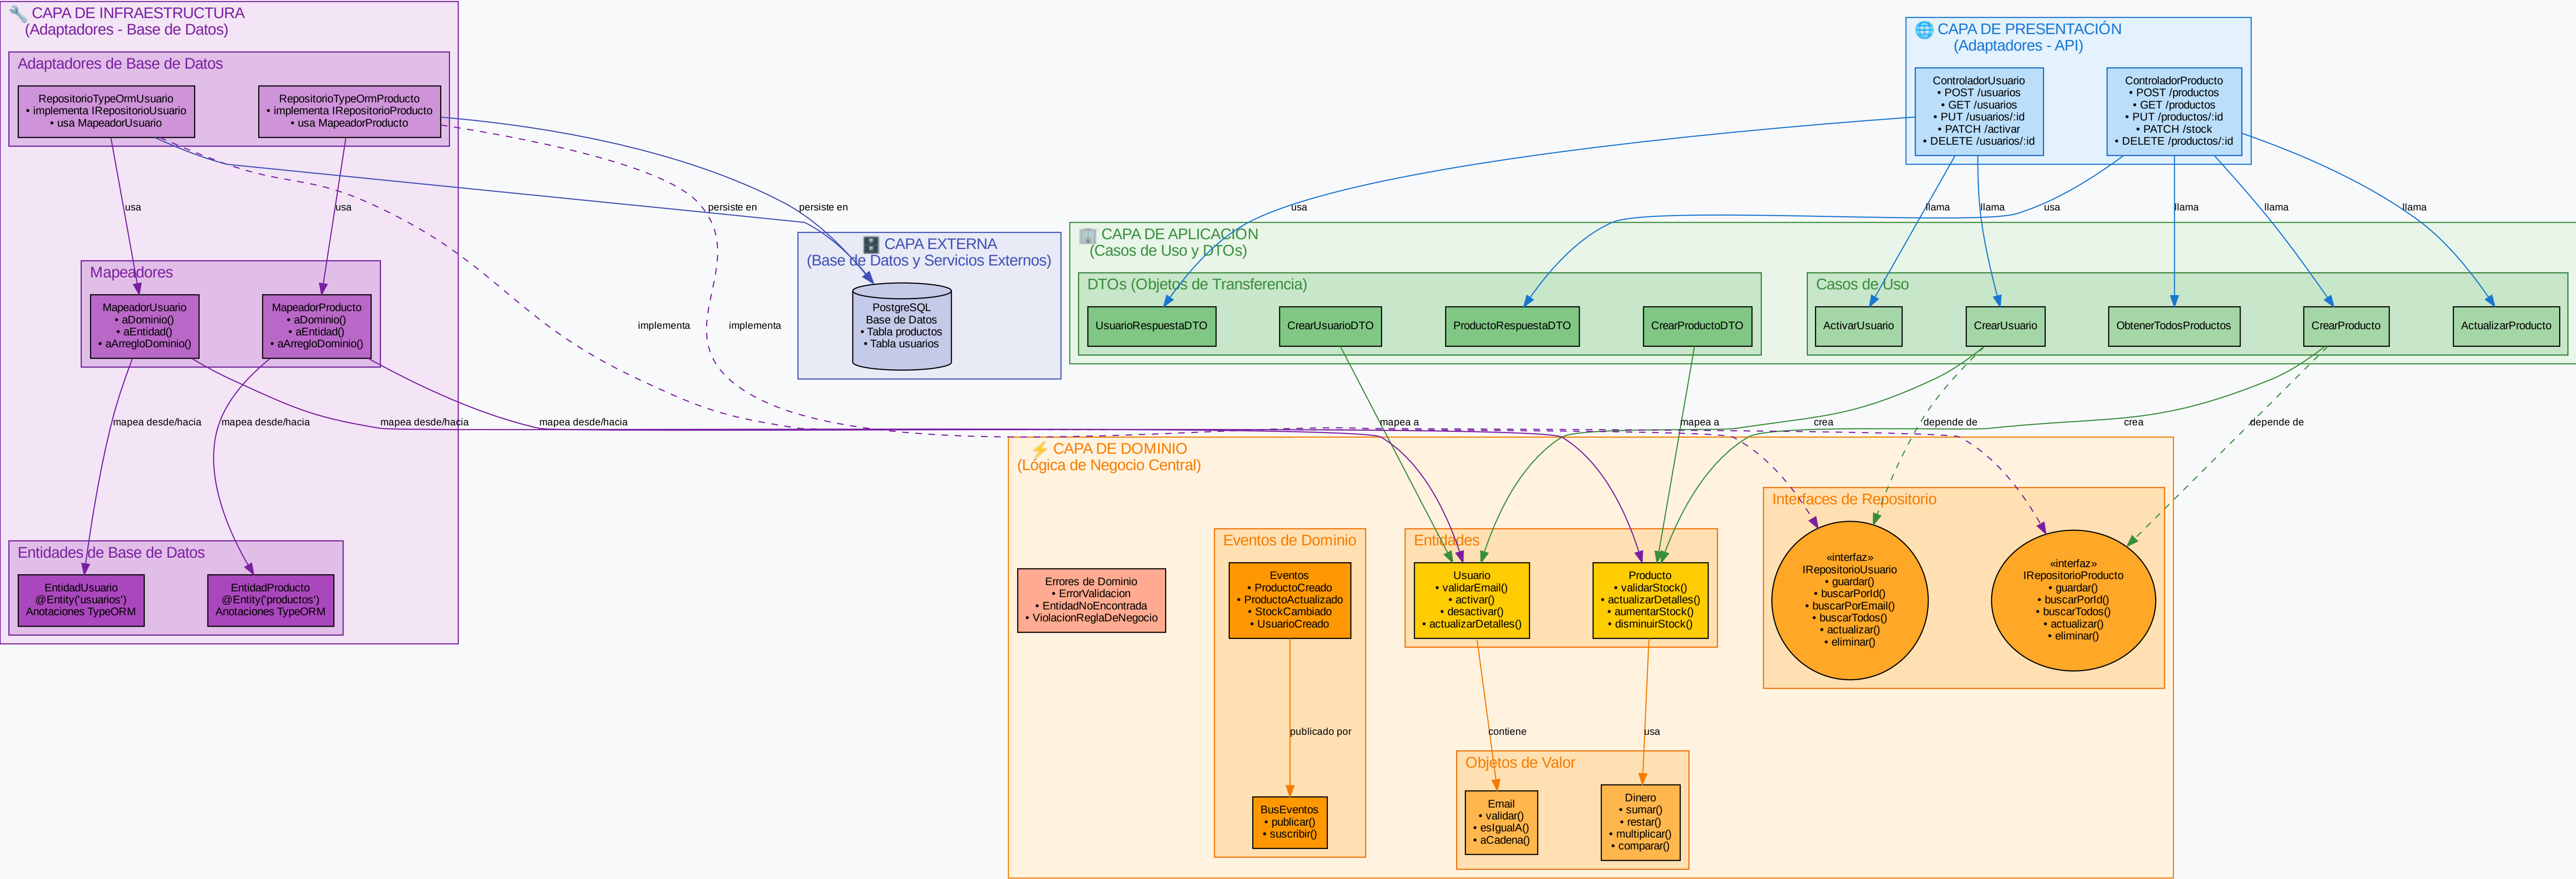 🔧 CAPA DE INFRAESTRUCTURA
(Adaptadores - Base de Datos)
Adaptadores de Base de Datos
RepositorioTypeOrmUsuario
• implementa IRepositorioUsuario
• usa MapeadorUsuario
RepositorioTypeOrmProducto
• implementa IRepositorioProducto
• usa MapeadorProducto
usa
usa
Mapeadores
MapeadorUsuario
• aDominio()
• aEntidad()
• aArregloDominio()
MapeadorProducto
• aDominio()
• aEntidad()
• aArregloDominio()
mapea desde/hacia
mapea desde/hacia
mapea desde/hacia
mapea desde/hacia
Entidades de Base de Datos
EntidadUsuario
@Entity('usuarios')
Anotaciones TypeORM
EntidadProducto
@Entity('productos')
Anotaciones TypeORM
persiste en
persiste en
implementa
implementa
🗄️ CAPA EXTERNA
(Base de Datos y Servicios Externos)
PostgreSQL
Base de Datos
• Tabla productos
• Tabla usuarios
🌐 CAPA DE PRESENTACIÓN
(Adaptadores - API)
ControladorUsuario
• POST /usuarios
• GET /usuarios
• PUT /usuarios/:id
• PATCH /activar
• DELETE /usuarios/:id
ControladorProducto
• POST /productos
• GET /productos
• PUT /productos/:id
• PATCH /stock
• DELETE /productos/:id
usa
llama
llama
usa
llama
llama
llama
🏢 CAPA DE APLICACIÓN
(Casos de Uso y DTOs)
DTOs (Objetos de Transferencia)
UsuarioRespuestaDTO
CrearUsuarioDTO
ProductoRespuestaDTO
CrearProductoDTO
Casos de Uso
ActivarUsuario
CrearUsuario
ObtenerTodosProductos
CrearProducto
ActualizarProducto
mapea a
mapea a
crea
depende de
crea
depende de
⚡ CAPA DE DOMINIO
(Lógica de Negocio Central)
Errores de Dominio
• ErrorValidacion
• EntidadNoEncontrada
• ViolacionReglaDeNegocio
Eventos de Dominio
Eventos
• ProductoCreado
• ProductoActualizado
• StockCambiado
• UsuarioCreado
publicado por
BusEventos
• publicar()
• suscribir()
Entidades
Usuario
• validarEmail()
• activar()
• desactivar()
• actualizarDetalles()
Producto
• validarStock()
• actualizarDetalles()
• aumentarStock()
• disminuirStock()
contiene
usa
Objetos de Valor
Email
• validar()
• esIgualA()
• aCadena()
Dinero
• sumar()
• restar()
• multiplicar()
• comparar()
Interfaces de Repositorio
«interfaz»
IRepositorioUsuario
• guardar()
• buscarPorId()
• buscarPorEmail()
• buscarTodos()
• actualizar()
• eliminar()
«interfaz»
IRepositorioProducto
• guardar()
• buscarPorId()
• buscarTodos()
• actualizar()
• eliminar()